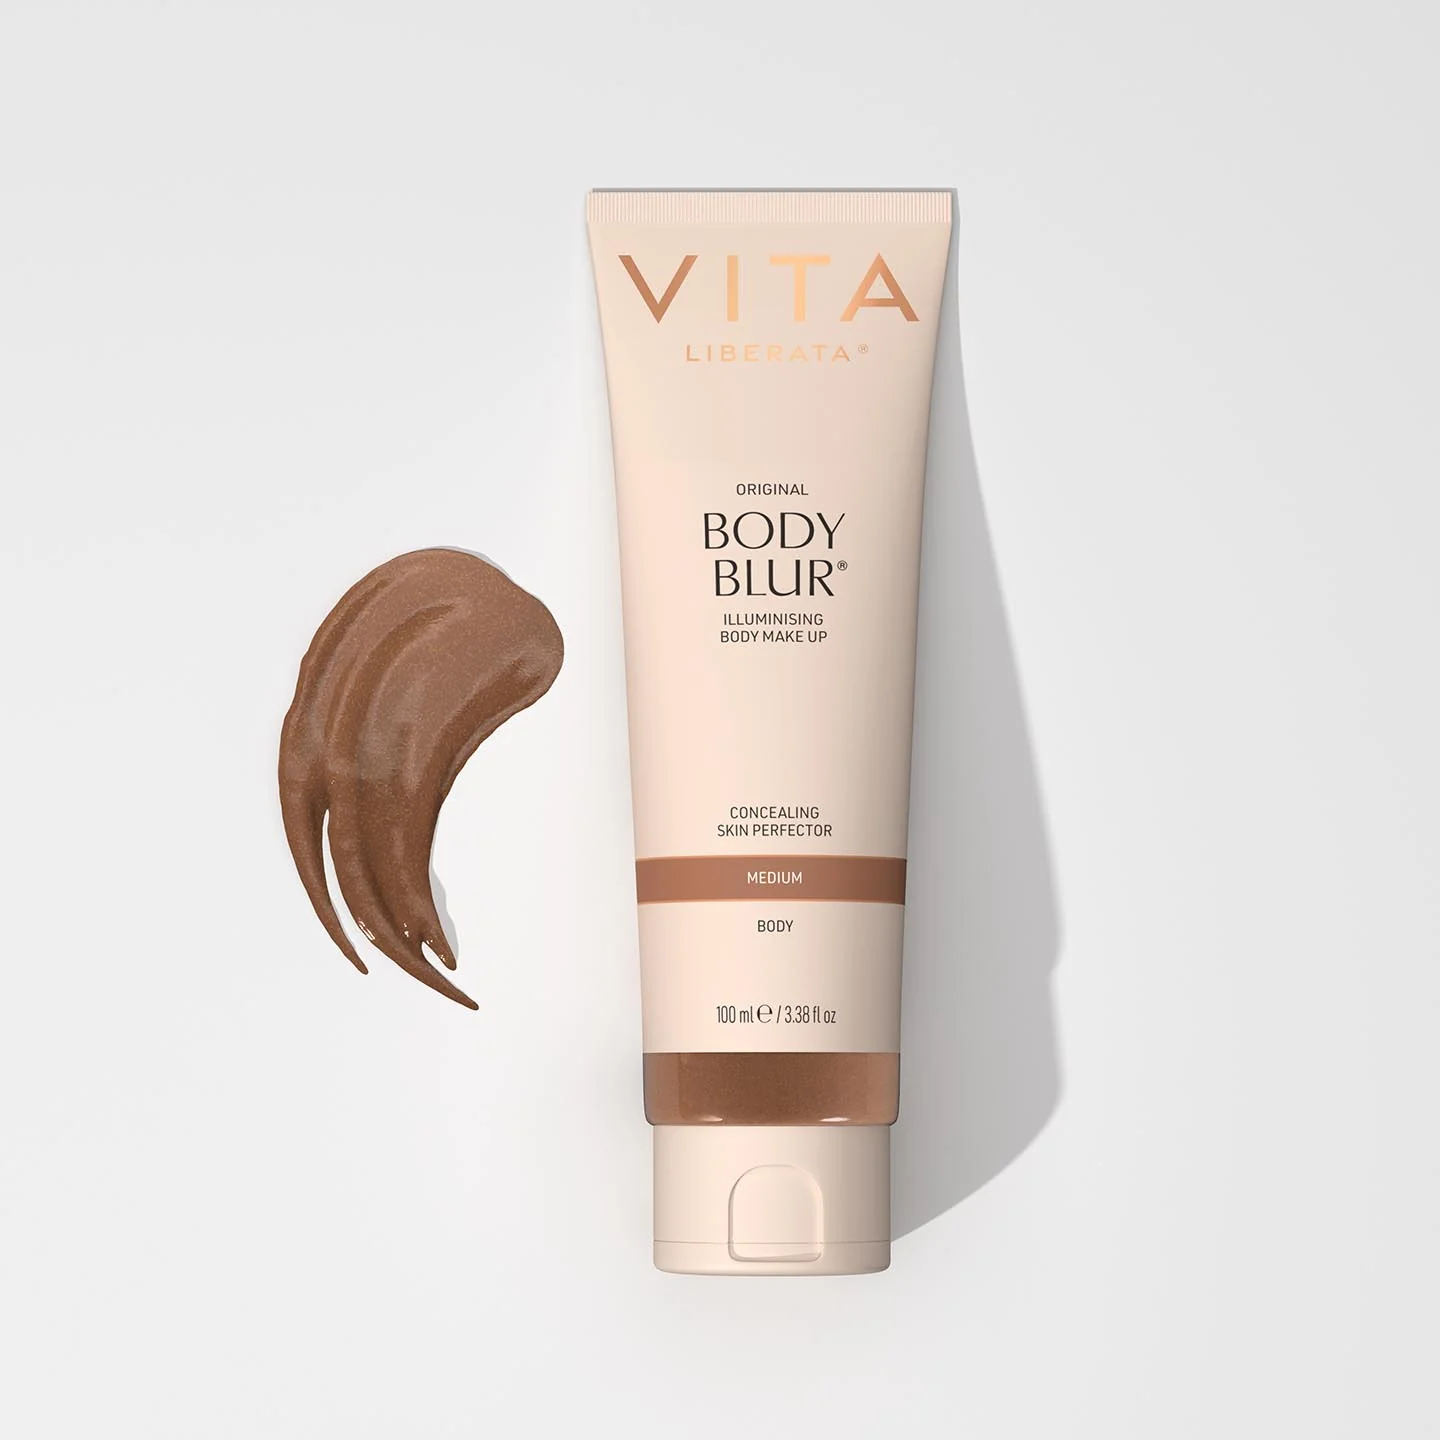 VITA
LIBERATA®
ORIGINAL
BODY
BLUR®
ILLUMINISING
BODY MAKE UP
CONCEALING
SKIN PERFECTOR
MEDIUM
BODY
100 ml ℮ / 3.38 fl oz